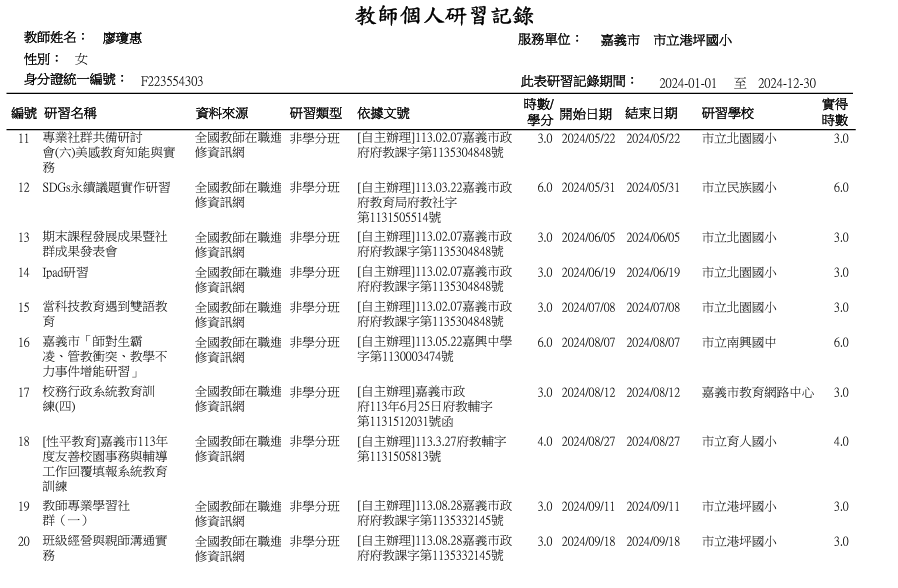 教師個人研習記錄
教師姓名： 廖瓊惠 服務單位： 嘉義市 市立港坪國小
性別： 女
身分證統一編號： F223554303 此表研習記錄期間： 2024-01-01 至 2024-12-30
編號 研習名稱 資料來源 研習類型 依據文號 時數/ 開始日期 結束日期 研習學校 實得
學分 時數
11 專業社群共備研討 全國教師在職進 非學分班 [自主辦理]113.02.07嘉義市政 3.0 2024/05/22 2024/05/22 市立北園國小 3.0
會(六)美感教育知能與實 修資訊網 府府教課字第1135304848號
務
12 SDGs永續議題實作研習 全國教師在職進 非學分班 [自主辦理]113.03.22嘉義市政 6.0 2024/05/31 2024/05/31 市立民族國小 6.0
修資訊網 府教育局府教社字
第1131505514號
13 期末課程發展成果暨社 全國教師在職進 非學分班 [自主辦理]113.02.07嘉義市政 3.0 2024/06/05 2024/06/05 市立北園國小 3.0
群成果發表會 修資訊網 府府教課字第1135304848號
14 Ipad研習 全國教師在職進 非學分班 [自主辦理]113.02.07嘉義市政 3.0 2024/06/19 2024/06/19 市立北園國小 3.0
修資訊網 府府教課字第1135304848號
15 當科技教育遇到雙語教 全國教師在職進 非學分班 [自主辦理]113.02.07嘉義市政 3.0 2024/07/08 2024/07/08 市立北園國小 3.0
育 修資訊網 府府教課字第1135304848號
16 嘉義市「師對生霸 全國教師在職進 非學分班 [自主辦理]113.05.22嘉興中學 6.0 2024/08/07 2024/08/07 市立南興國中 6.0
凌、管教衝突、教學不 修資訊網 字第1130003474號
力事件增能研習」
17 校務行政系統教育訓 全國教師在職進 非學分班 [自主辦理]嘉義市政 3.0 2024/08/12 2024/08/12 嘉義市教育網路中心 3.0
練(四) 修資訊網 府113年6月25日府教輔字
第1131512031號函
18 [性平教育]嘉義市113年 全國教師在職進 非學分班 [自主辦理]113.3.27府教輔字 4.0 2024/08/27 2024/08/27 市立育人國小 4.0
度友善校園事務與輔導 修資訊網 第1131505813號
工作回覆填報系統教育
訓練
19 教師專業學習社 全國教師在職進 非學分班 [自主辦理]113.08.28嘉義市政 3.0 2024/09/11 2024/09/11 市立港坪國小 3.0
群（一） 修資訊網 府府教課字第1135332145號
20 班級經營與親師溝通實 全國教師在職進 非學分班 [自主辦理]113.08.28嘉義市政 3.0 2024/09/18 2024/09/18 市立港坪國小 3.0
務 修資訊網 府府教課字第1135332145號